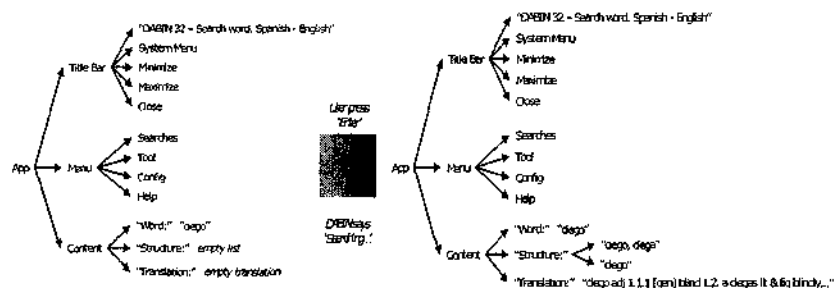 "DABIN 32 - Search word. Spanish - English"
System Menu
Title Bar
Minimize
Maximize
Close
Searches
Tool
App
Menu
Config
Help
"Word:" "ciego"
Content
"Structure:" empty list
"Translation:" empty translation
User press
"Enter"
DABIN says
"Searching..."
"DABIN 32 - Search word. Spanish - English"
System Menu
Title Bar
Minimize
Maximize
Close
Searches
Tool
App
Menu
Config
Help
"Word:" "ciego"
"ciego, ciega"
Content
"Structure:"
"ciego"
"Translation:" "ciego adj 1.1.1 [gen] blind 1.2. a ciegas lit & fig blindly,..."